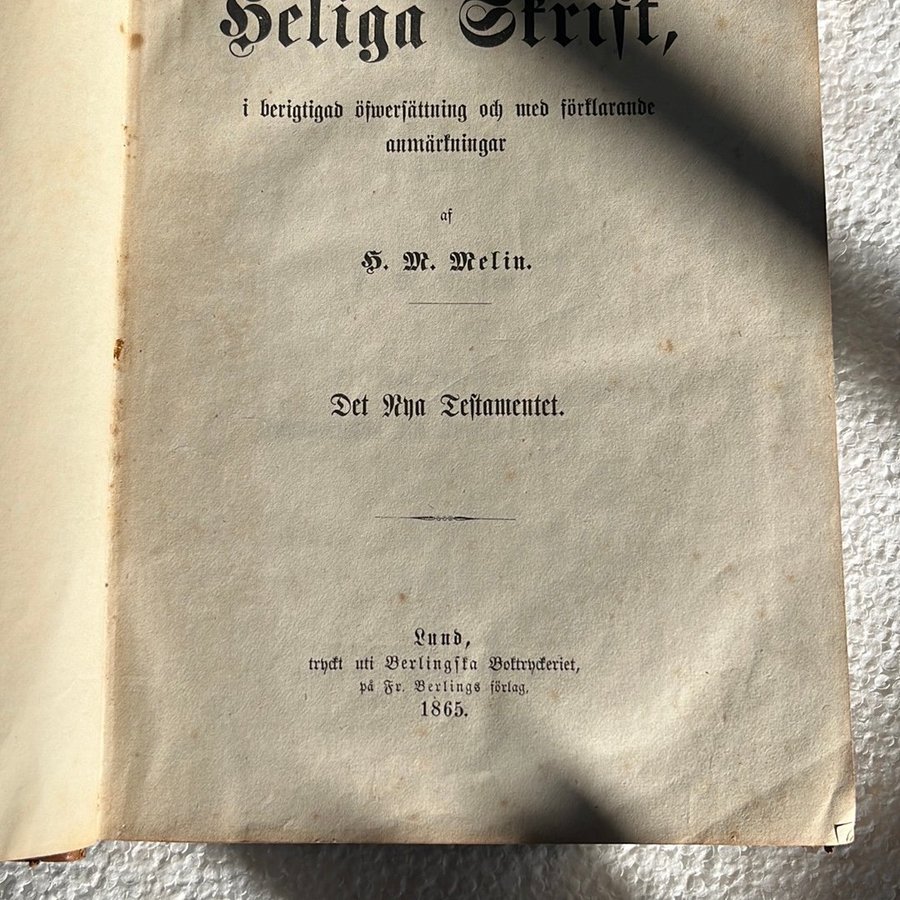 Heliga Skrift,
i berigtigad öfwersättning och med förklarande
anmärkningar
af
H. M. Melin.
Det Nya Testamentet.
Lund,
tryckt uti Berlingska Boktryckeriet,
på Fr. Berlings förlag,
1865.